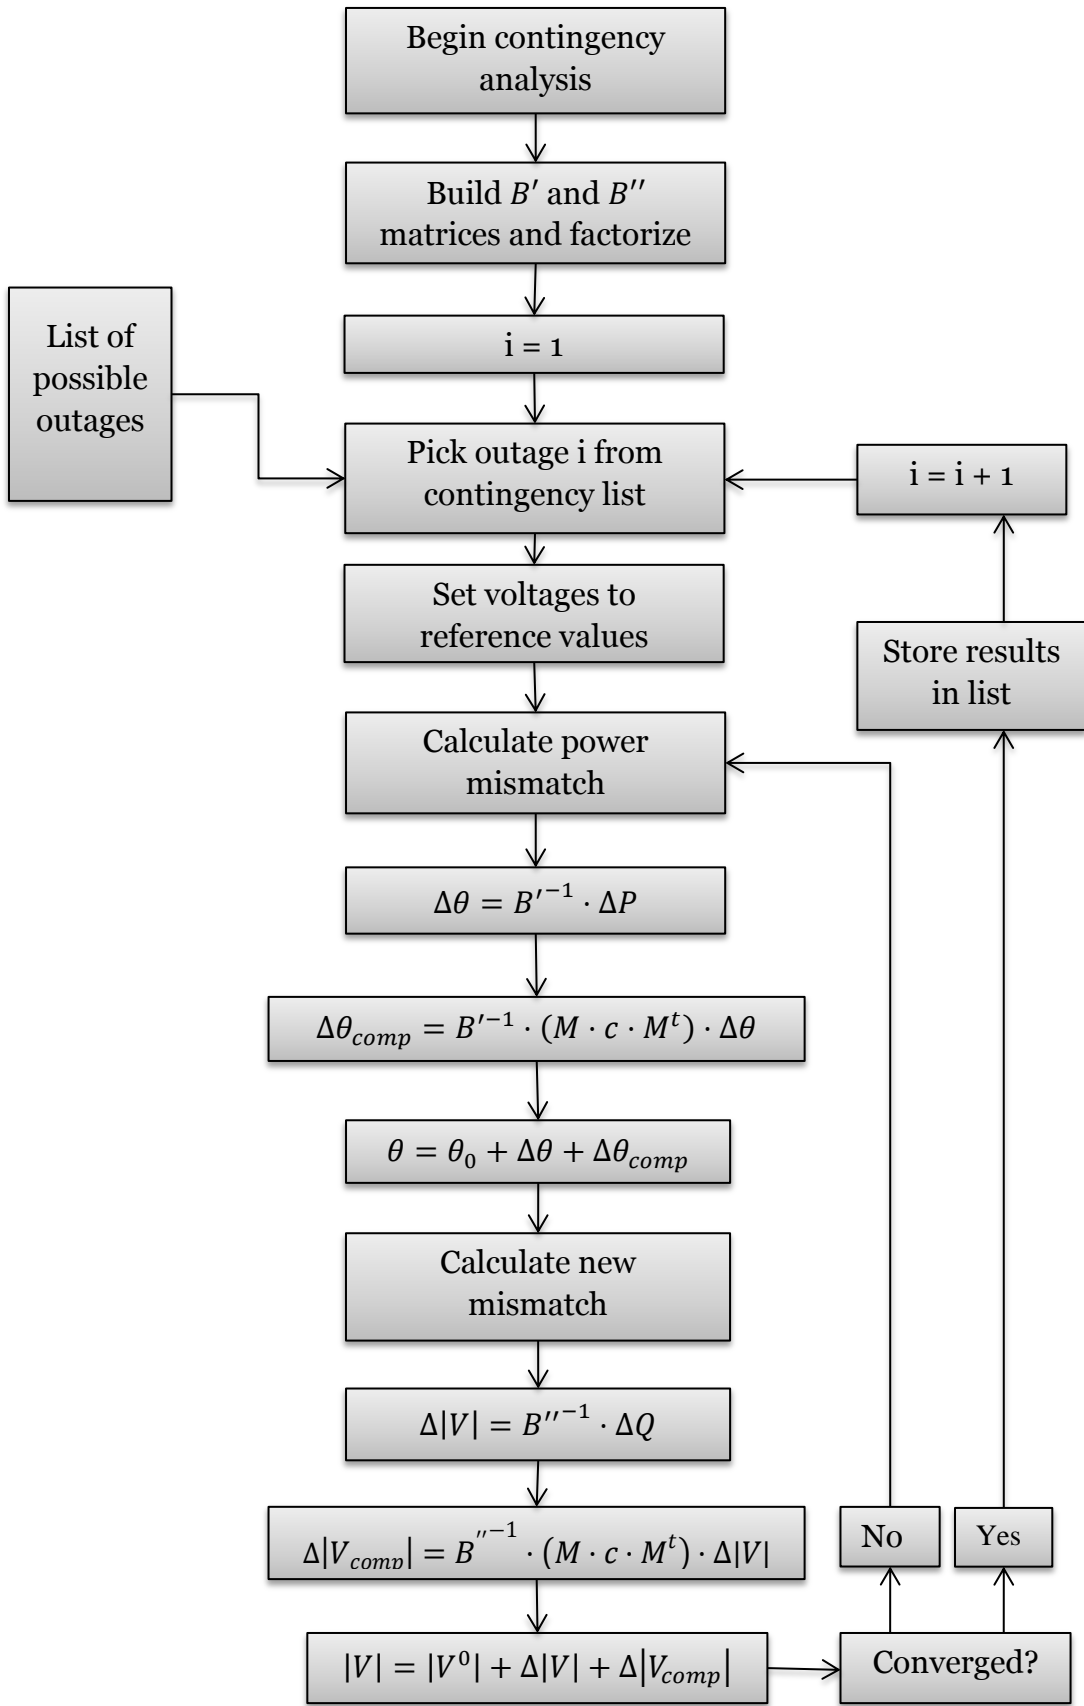 Begin contingency
analysis
Build B′ and B′′
matrices and factorize
List of
possible
outages
i = 1
Pick outage i from
contingency list
i = i + 1
Set voltages to
reference values
Store results
in list
Calculate power
mismatch
Δθ = B′⁻¹ · ΔP
Δθ_comp = B′⁻¹ · (M · c · Mᵗ) · Δθ
θ = θ₀ + Δθ + Δθ_comp
Calculate new
mismatch
Δ|V| = B′′⁻¹ · ΔQ
Δ|V_comp| = B′′⁻¹ · (M · c · Mᵗ) · Δ|V|
No
Yes
|V| = |V⁰| + Δ|V| + Δ|V_comp|
Converged?